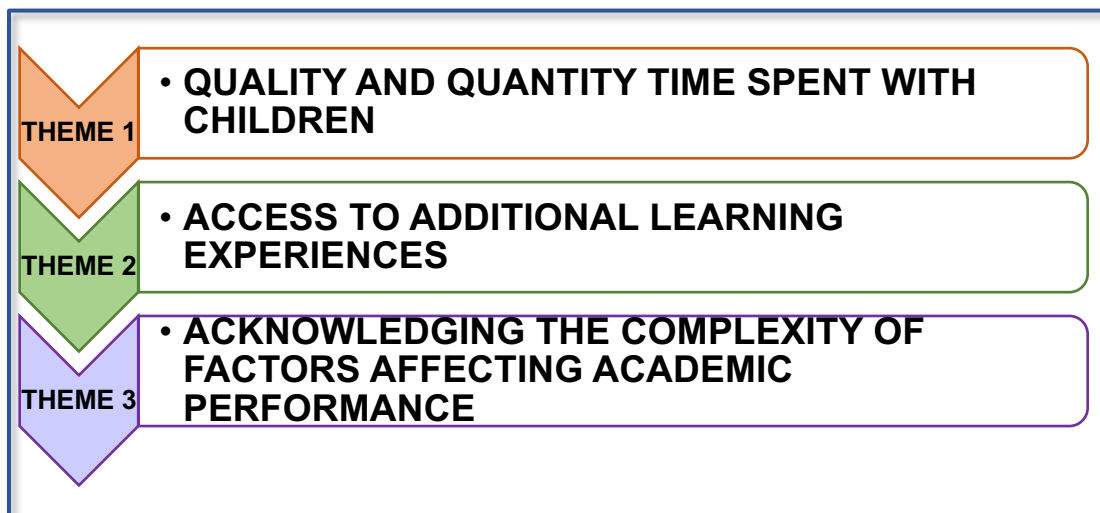 THEME 1
• QUALITY AND QUANTITY TIME SPENT WITH
CHILDREN
THEME 2
• ACCESS TO ADDITIONAL LEARNING
EXPERIENCES
THEME 3
• ACKNOWLEDGING THE COMPLEXITY OF
FACTORS AFFECTING ACADEMIC
PERFORMANCE